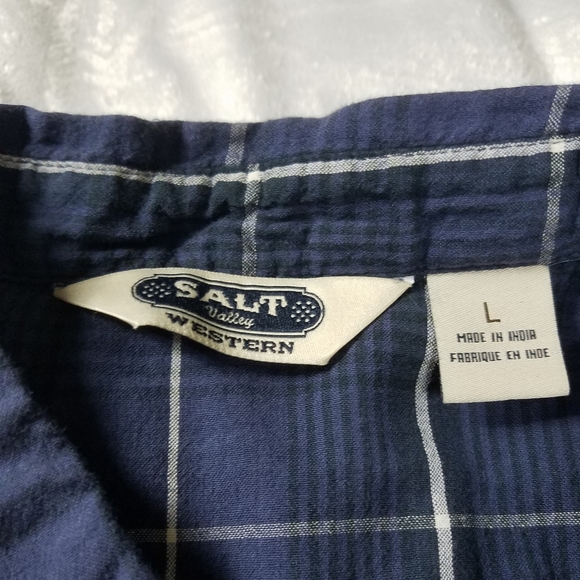 SALT
Valley
WESTERN
L
MADE IN INDIA
FABRIQUE EN INDE